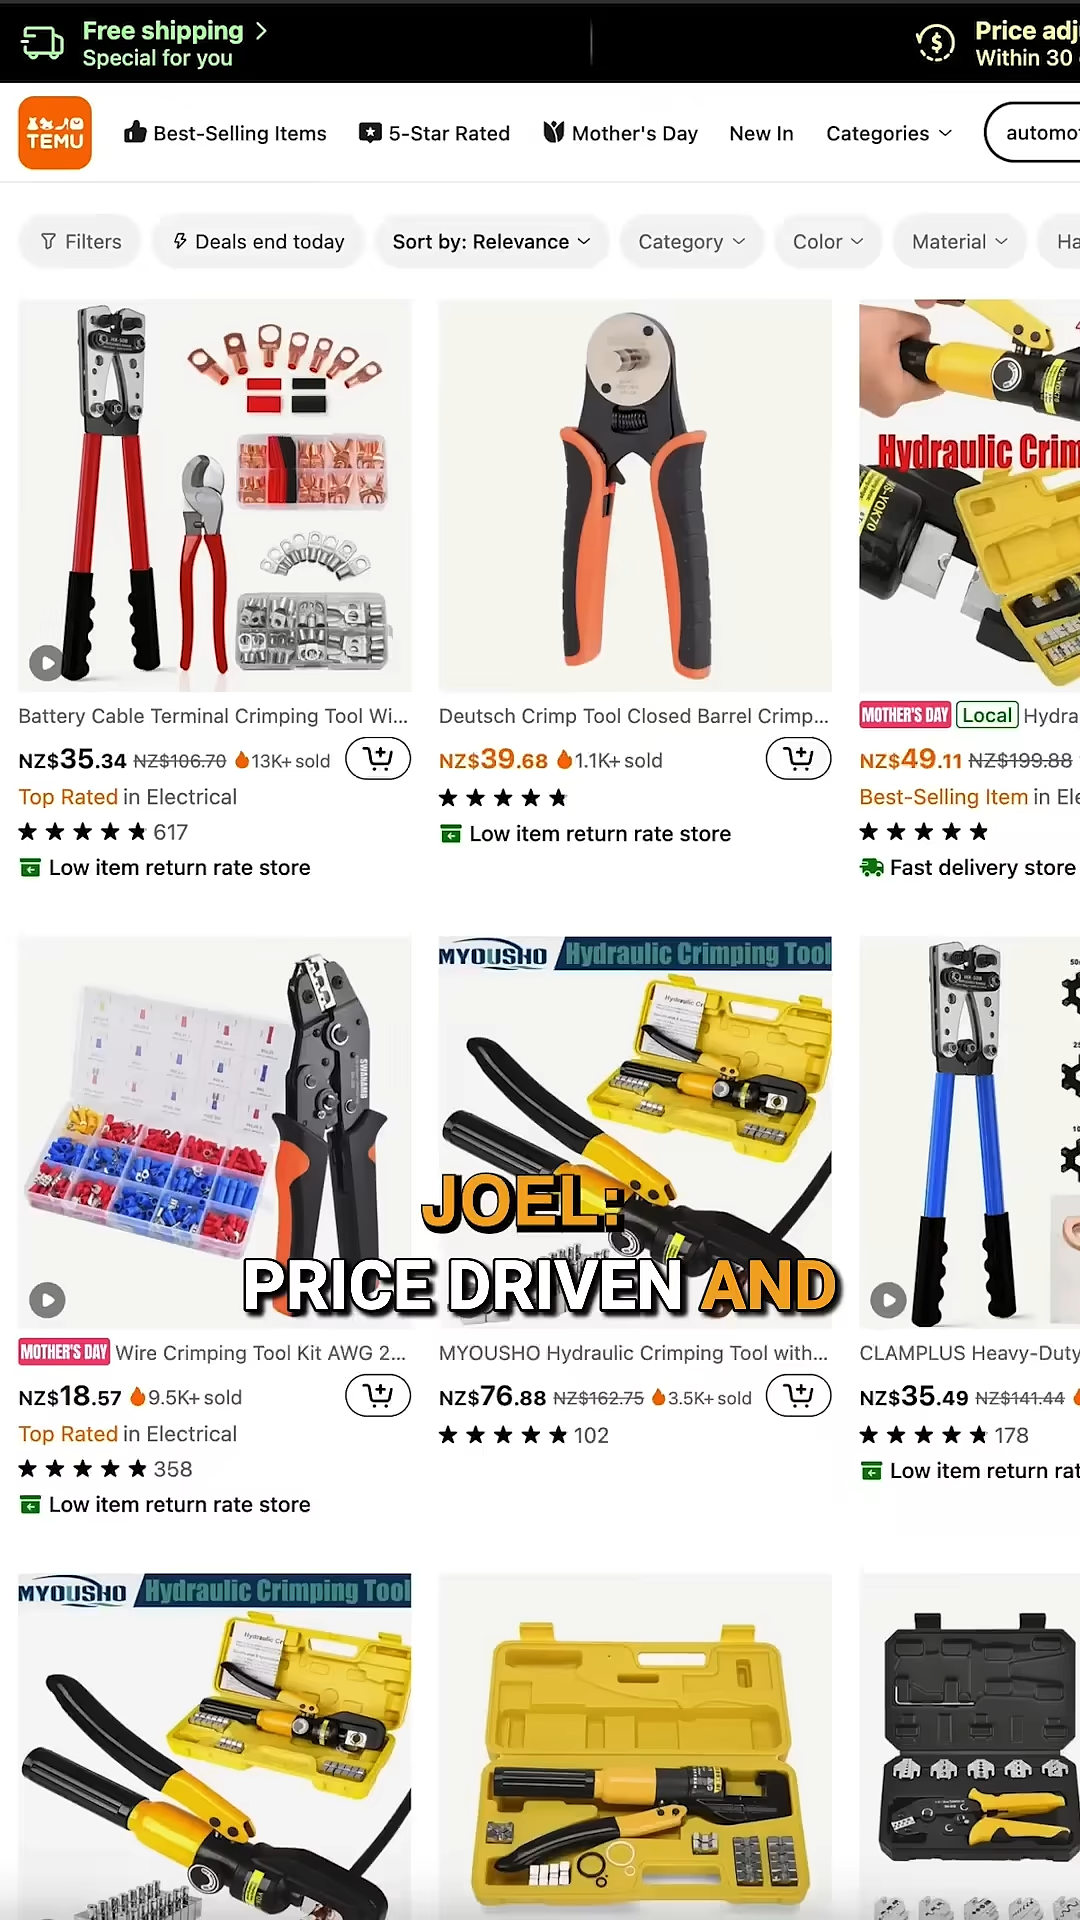 Free shipping >
Special for you
Price adj
Within 30
TEMU
Best-Selling Items
5-Star Rated
Mother's Day
New In
Categories
automo
Filters
Deals end today
Sort by: Relevance
Category
Color
Material
Ha
Hydraulic Crim
YQK70
Battery Cable Terminal Crimping Tool Wi...
NZ$35.34 NZ$106.70 13K+ sold
Top Rated in Electrical
617
Low item return rate store
Deutsch Crimp Tool Closed Barrel Crimp...
NZ$39.68 1.1K+ sold
Low item return rate store
MOTHER'S DAY Local Hydra
NZ$49.11 NZ$199.88
Best-Selling Item in Ele
Fast delivery store
MYOUSHO Hydraulic Crimping Tool
JOEL:
PRICE DRIVEN AND
MOTHER'S DAY Wire Crimping Tool Kit AWG 2...
NZ$18.57 9.5K+ sold
Top Rated in Electrical
358
Low item return rate store
MYOUSHO Hydraulic Crimping Tool with...
NZ$76.88 NZ$162.75 3.5K+ sold
102
CLAMPLUS Heavy-Duty
NZ$35.49 NZ$141.44
178
Low item return rat
MYOUSHO Hydraulic Crimping Tool